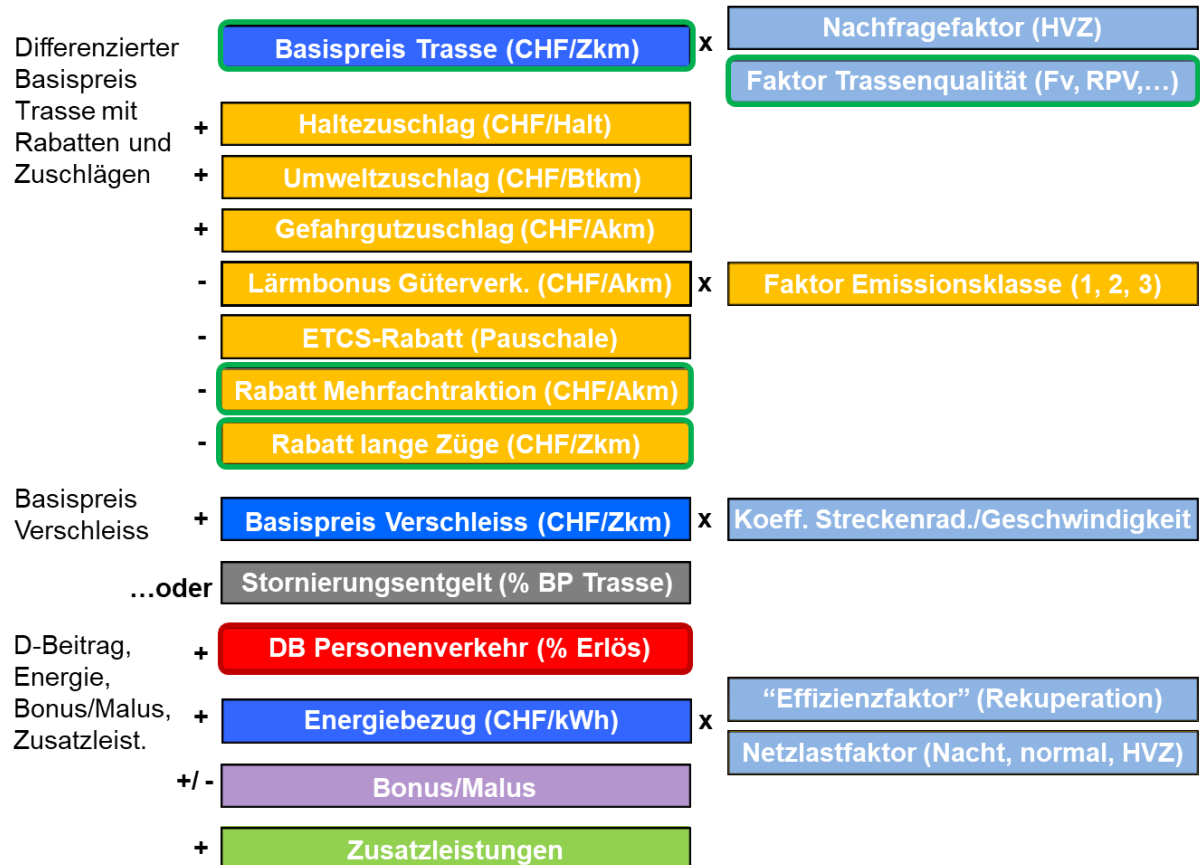 Differenzierter
Basispreis
Trasse mit
Rabatten und
Zuschlägen
Basispreis Trasse (CHF/Zkm)
x
Nachfragefaktor (HVZ)
Faktor Trassenqualität (Fv, RPV,...)
+
Haltezuschlag (CHF/Halt)
+
Umweltzuschlag (CHF/Btkm)
+
Gefahrgutzuschlag (CHF/Akm)
-
Lärmbonus Güterverk. (CHF/Akm)
x
Faktor Emissionsklasse (1, 2, 3)
-
ETCS-Rabatt (Pauschale)
-
Rabatt Mehrfachtraktion (CHF/Akm)
-
Rabatt lange Züge (CHF/Zkm)
Basispreis
Verschleiss
+
Basispreis Verschleiss (CHF/Zkm)
x
Koeff. Streckenrad./Geschwindigkeit
...oder
Stornierungsentgelt (% BP Trasse)
D-Beitrag,
Energie,
Bonus/Malus,
Zusatzleist.
+
DB Personenverkehr (% Erlös)
+
Energiebezug (CHF/kWh)
x
“Effizienzfaktor” (Rekuperation)
Netzlastfaktor (Nacht, normal, HVZ)
+/ -
Bonus/Malus
+
Zusatzleistungen